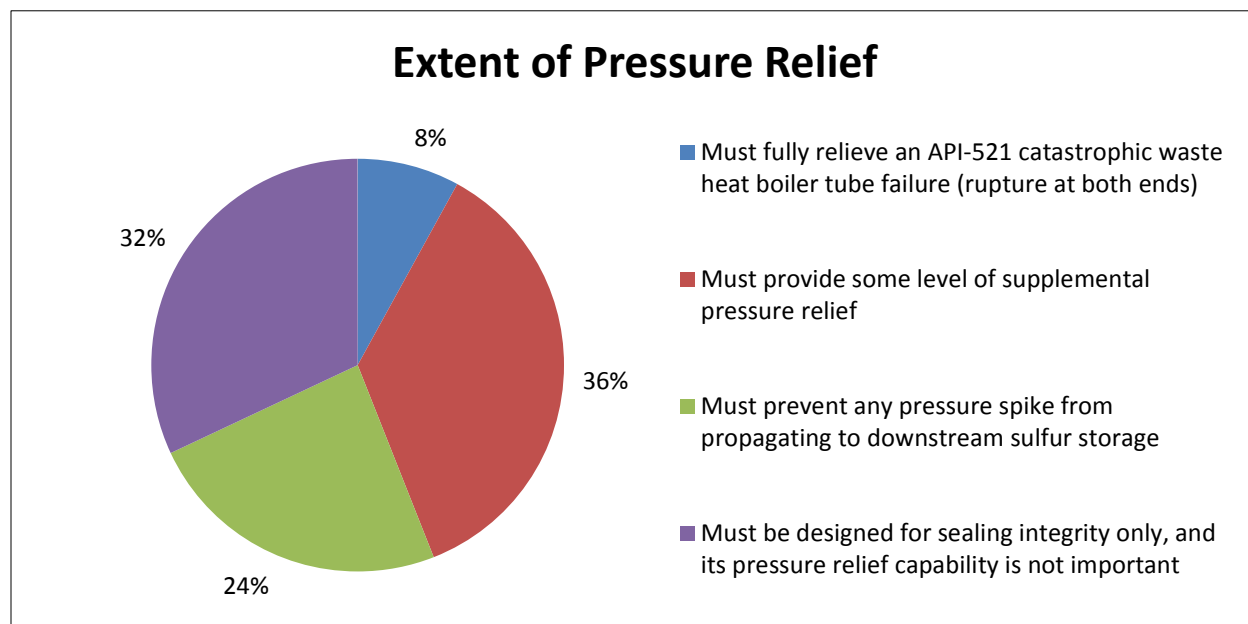 Extent of Pressure Relief
8%
36%
24%
32%
Must fully relieve an API-521 catastrophic waste
heat boiler tube failure (rupture at both ends)
Must provide some level of supplemental
pressure relief
Must prevent any pressure spike from
propagating to downstream sulfur storage
Must be designed for sealing integrity only, and
its pressure relief capability is not important